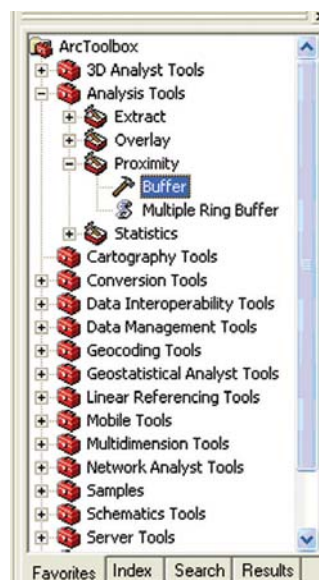 ArcToolbox
3D Analyst Tools
Analysis Tools
Extract
Overlay
Proximity
Buffer
Multiple Ring Buffer
Statistics
Cartography Tools
Conversion Tools
Data Interoperability Tools
Data Management Tools
Geocoding Tools
Geostatistical Analyst Tools
Linear Referencing Tools
Mobile Tools
Multidimension Tools
Network Analyst Tools
Samples
Schematics Tools
Server Tools
Favorites Index Search Results